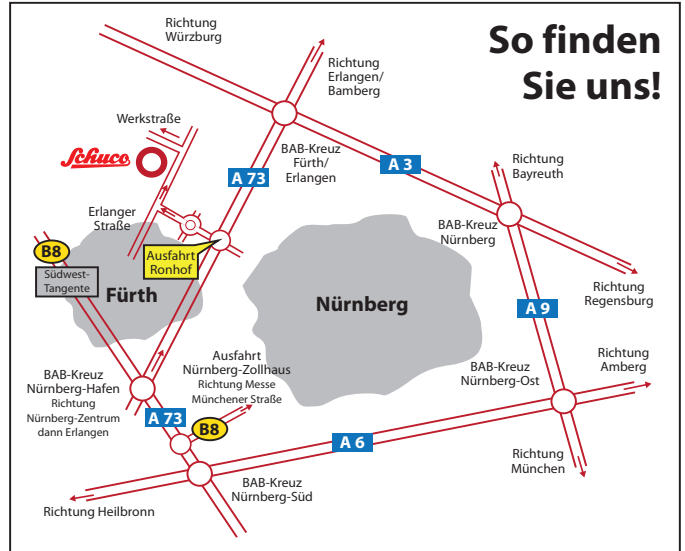 So finden
Sie uns!
Richtung
Würzburg
Richtung
Erlangen/
Bamberg
Werkstraße
Schuco
BAB-Kreuz
Fürth/
Erlangen
A 73
A 3
Richtung
Bayreuth
BAB-Kreuz
Nürnberg
Erlanger
Straße
Ausfahrt
Ronhof
B8
Südwest-
Tangente
Fürth
Nürnberg
Richtung
Regensburg
A 9
BAB-Kreuz
Nürnberg-Hafen
Richtung
Nürnberg-Zentrum
dann Erlangen
Ausfahrt
Nürnberg-Zollhaus
Richtung Messe
Münchener Straße
BAB-Kreuz
Nürnberg-Ost
Richtung
Amberg
A 73
B8
A 6
Richtung
München
BAB-Kreuz
Nürnberg-Süd
Richtung Heilbronn